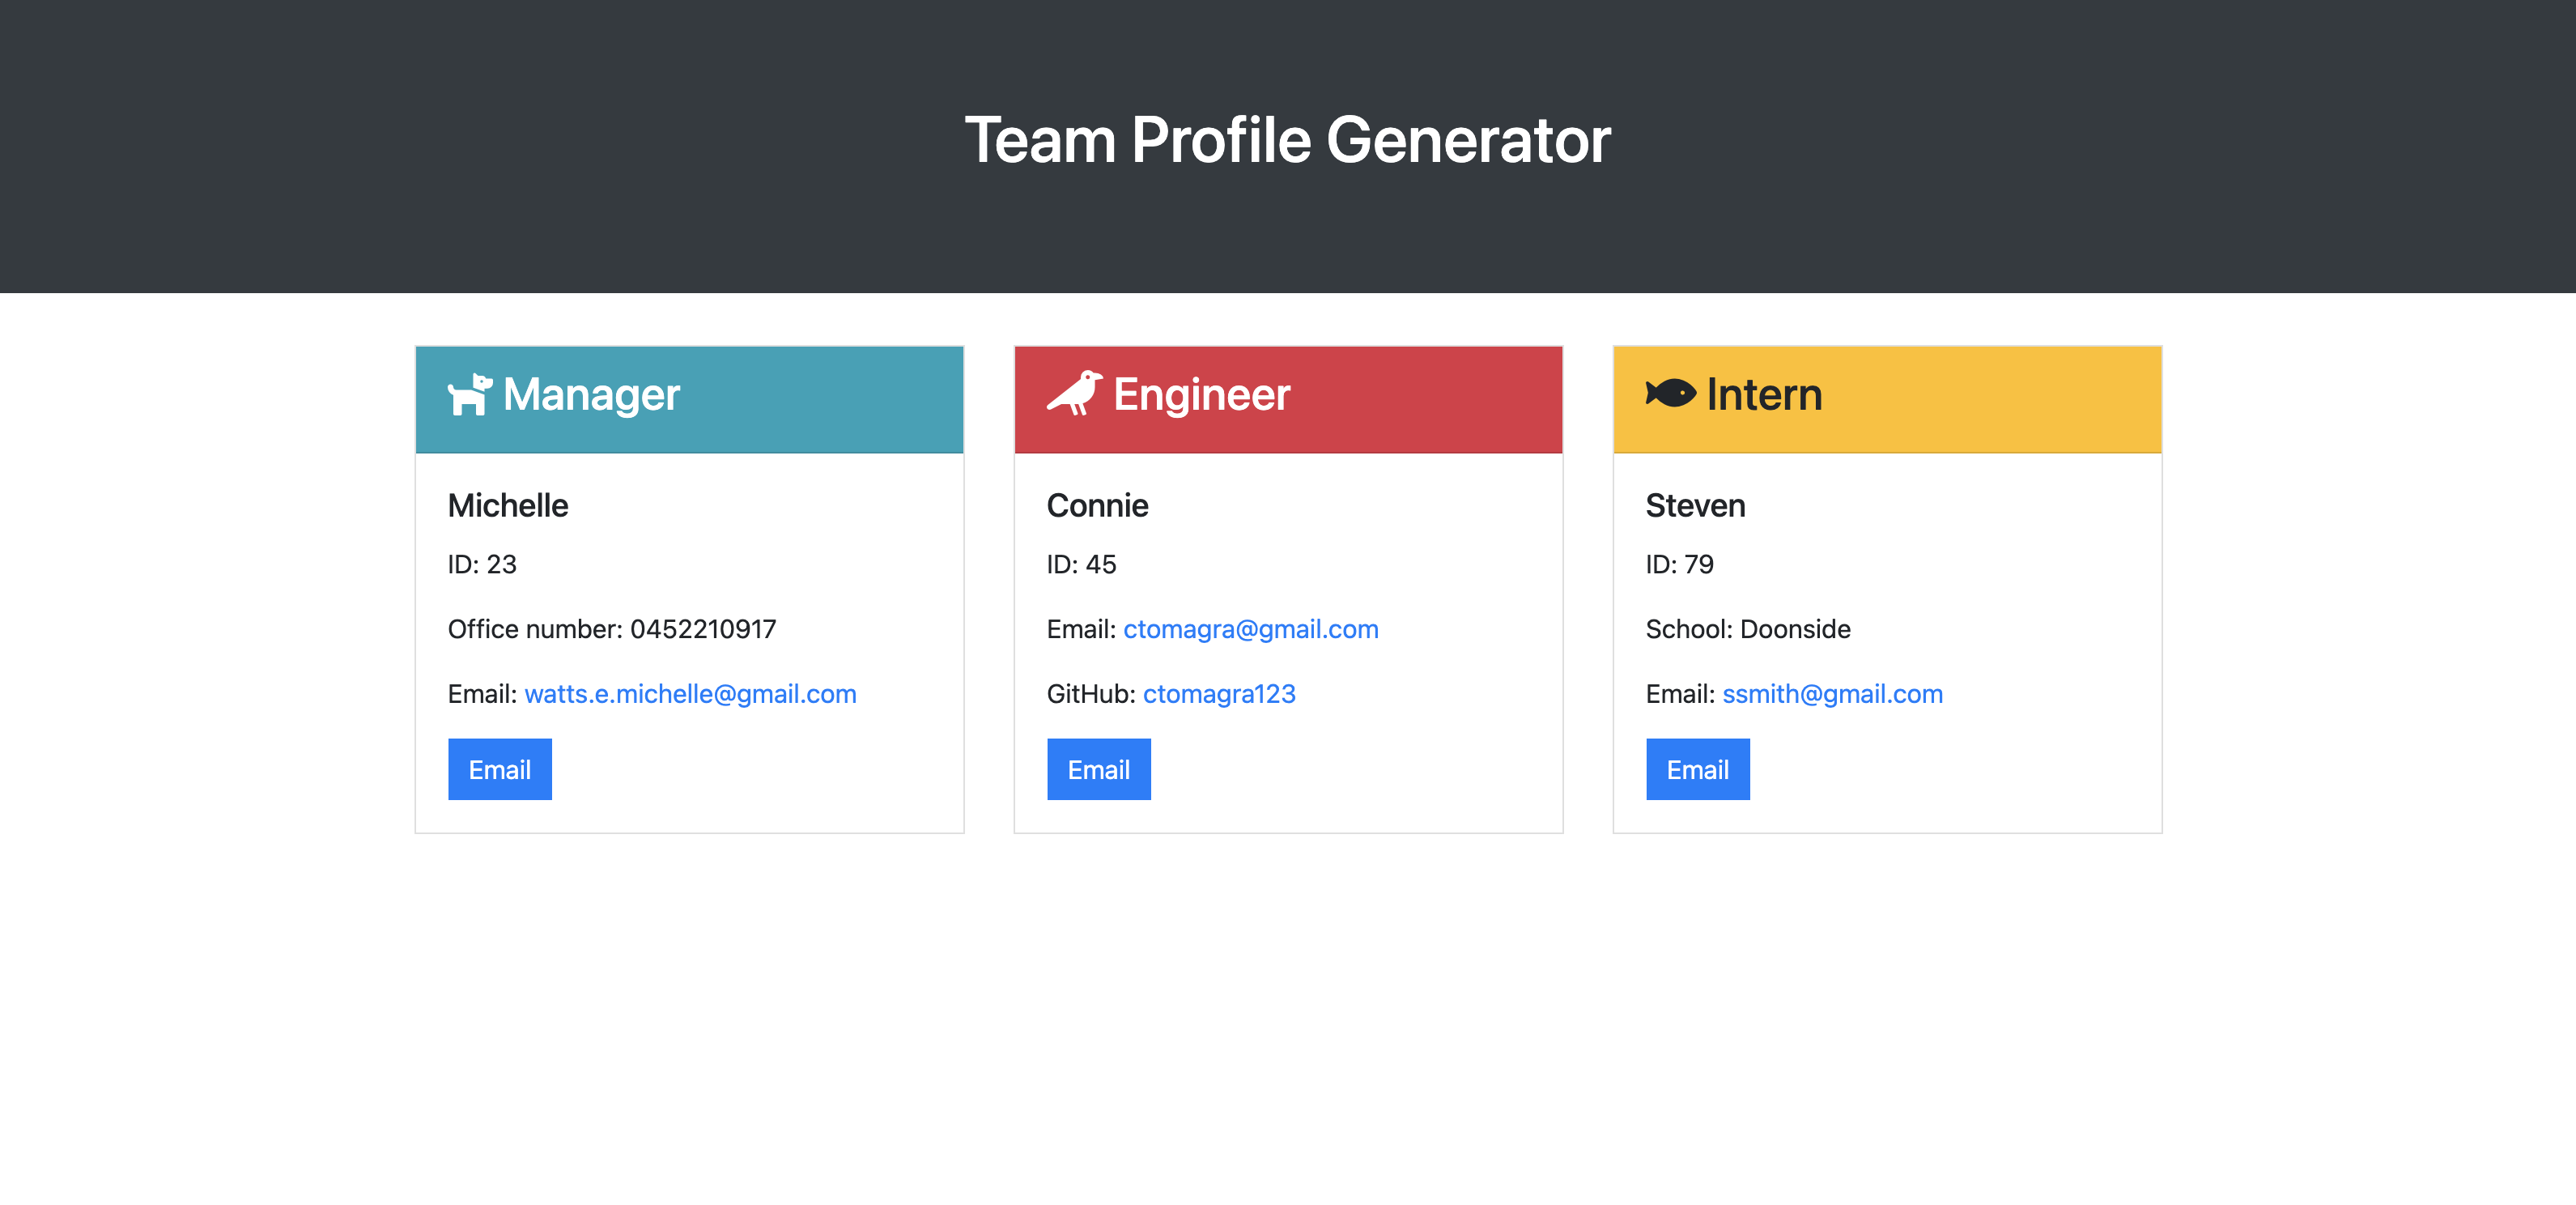 Team Profile Generator
Manager
Michelle
ID: 23
Office number: 0452210917
Email: watts.e.michelle@gmail.com
Email
Engineer
Connie
ID: 45
Email: ctomagra@gmail.com
GitHub: ctomagra123
Email
Intern
Steven
ID: 79
School: Doonside
Email: ssmith@gmail.com
Email